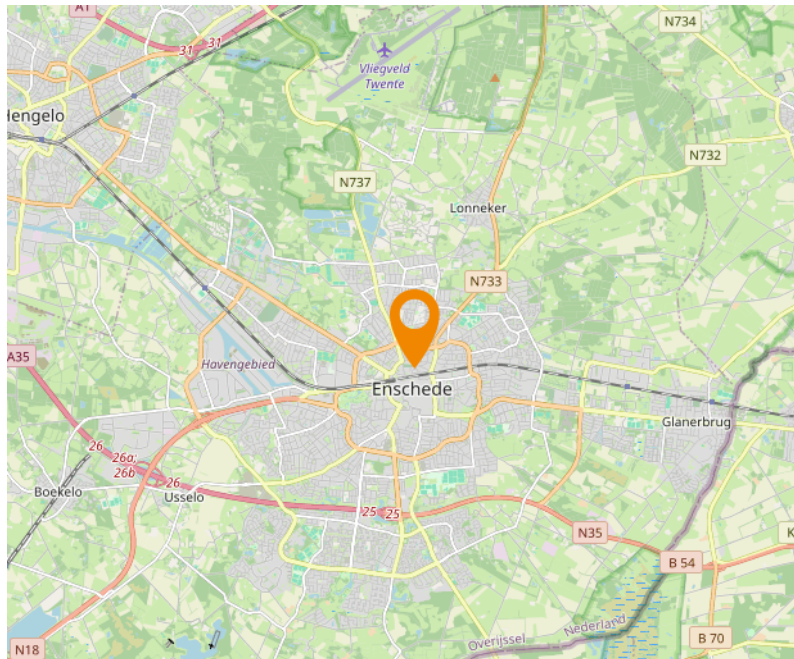 A1
31
31
N734
Vliegveld
Twente
Hengelo
N732
N737
Lonneker
N733
A35
Havengebied
Enschede
Glanerbrug
26
26a;
26b
26
Boekelo
Usselo
25
25
N35
B 54
K
Nederland
Overijssel
B 70
N18